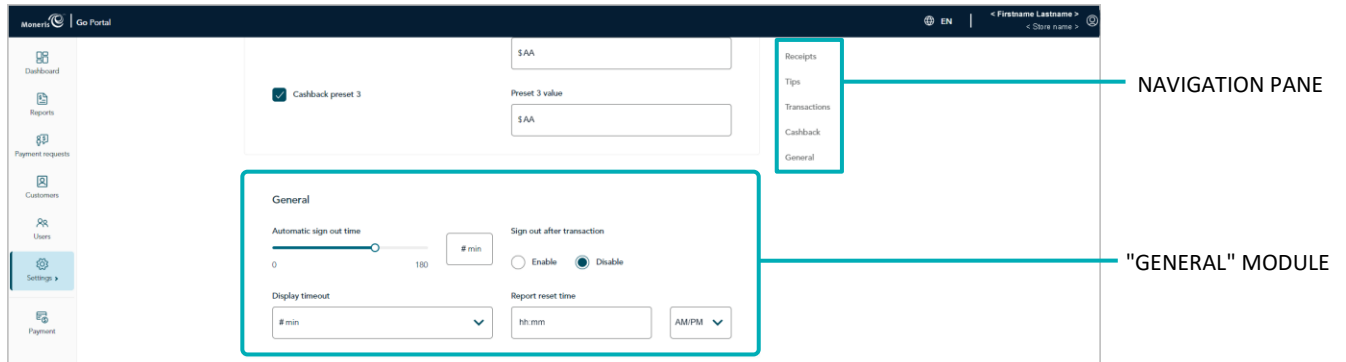 Moneris Go Portal
EN
< Firstname Lastname >
< Store name >
Dashboard
Reports
Payment requests
Customers
Users
Settings
Payment
$ AA
Cashback preset 3
Preset 3 value
$ AA
Receipts
Tips
Transactions
Cashback
General
NAVIGATION PANE
General
Automatic sign out time
# min
0 180
Sign out after transaction
Enable Disable
Display timeout
# min
Report reset time
hh:mm AM/PM
"GENERAL" MODULE